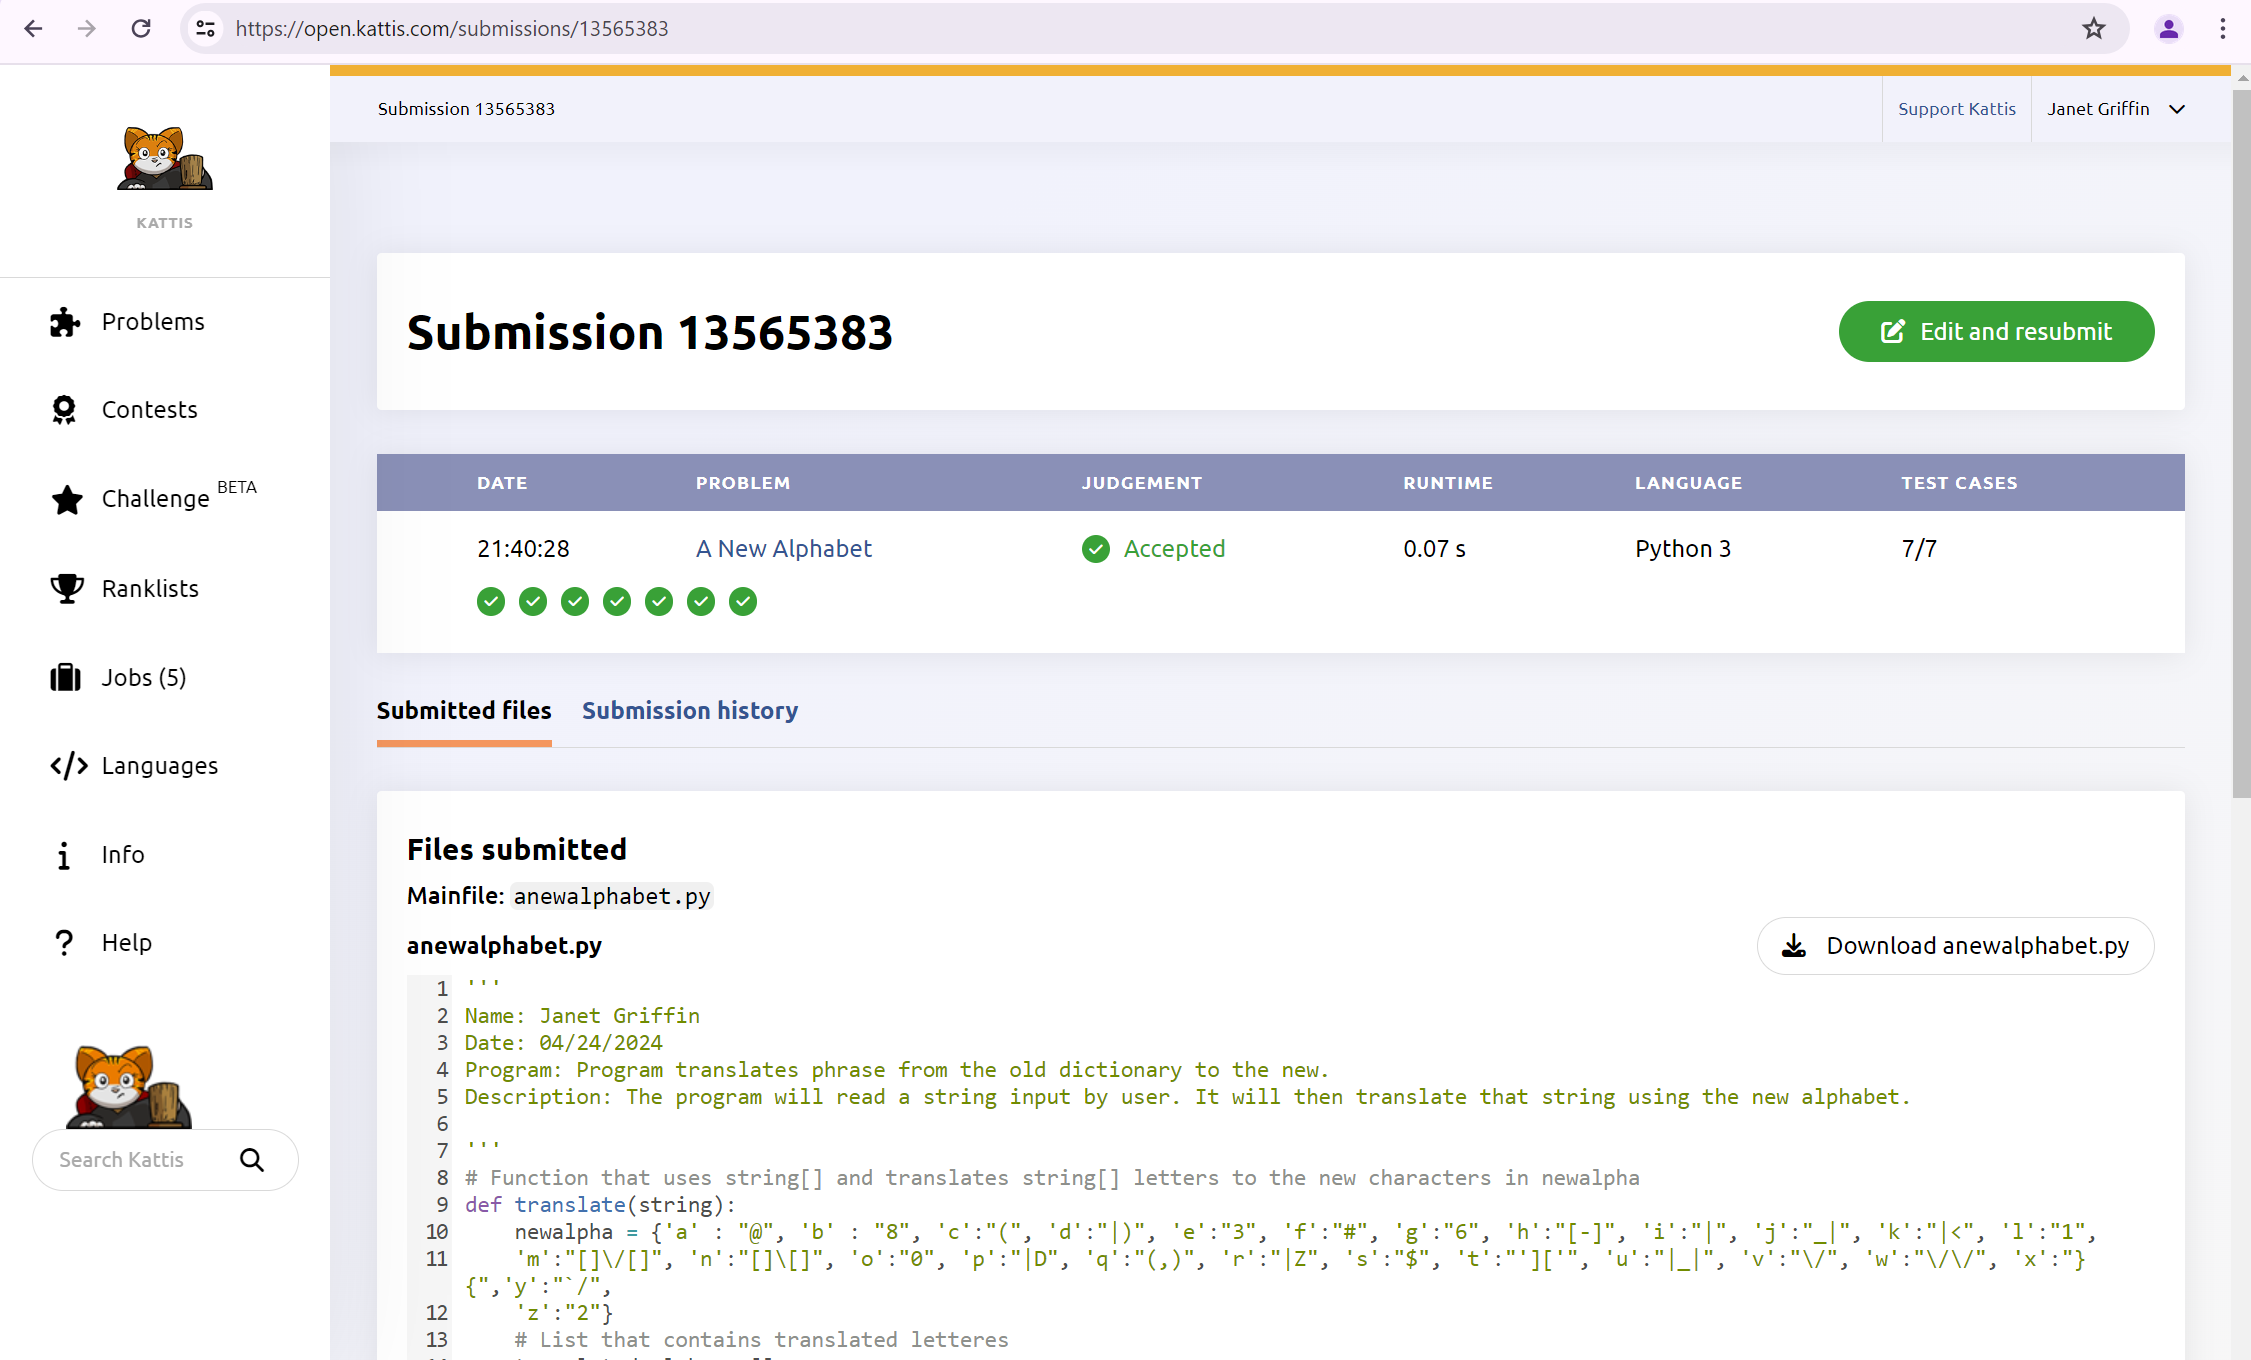 https://open.kattis.com/submissions/13565383
Submission 13565383
Support Kattis
Janet Griffin
KATTIS
Problems
Contests
Challenge BETA
Ranklists
Jobs (5)
Languages
Info
Help
Search Kattis
Submission 13565383
Edit and resubmit
DATE PROBLEM JUDGEMENT RUNTIME LANGUAGE TEST CASES
21:40:28 A New Alphabet Accepted 0.07 s Python 3 7/7
Submitted files Submission history
Files submitted
Mainfile: anewalphabet.py
anewalphabet.py
Download anewalphabet.py
1 '''
2 Name: Janet Griffin
3 Date: 04/24/2024
4 Program: Program translates phrase from the old dictionary to the new.
5 Description: The program will read a string input by user. It will then translate that string using the new alphabet.
6
7 '''
8 # Function that uses string[] and translates string[] letters to the new characters in newalpha
9 def translate(string):
10 newalpha = {'a' : "@", 'b' : "8", 'c':"(", 'd':"|)", 'e':"3", 'f':"#", 'g':"6", 'h':"[-]", 'i':"|", 'j':"_|", 'k':"|<", 'l':"1",
11 'm':"[]\/[]", 'n':"[]\[]", 'o':"0", 'p':"|D", 'q':"(,)", 'r':"|Z", 's':"$", 't':"']['", 'u':"|_|", 'v':"\/", 'w':"\/\/", 'x':"}
{",'y':"`/",
12 'z':"2"}
13 # List that contains translated letteres